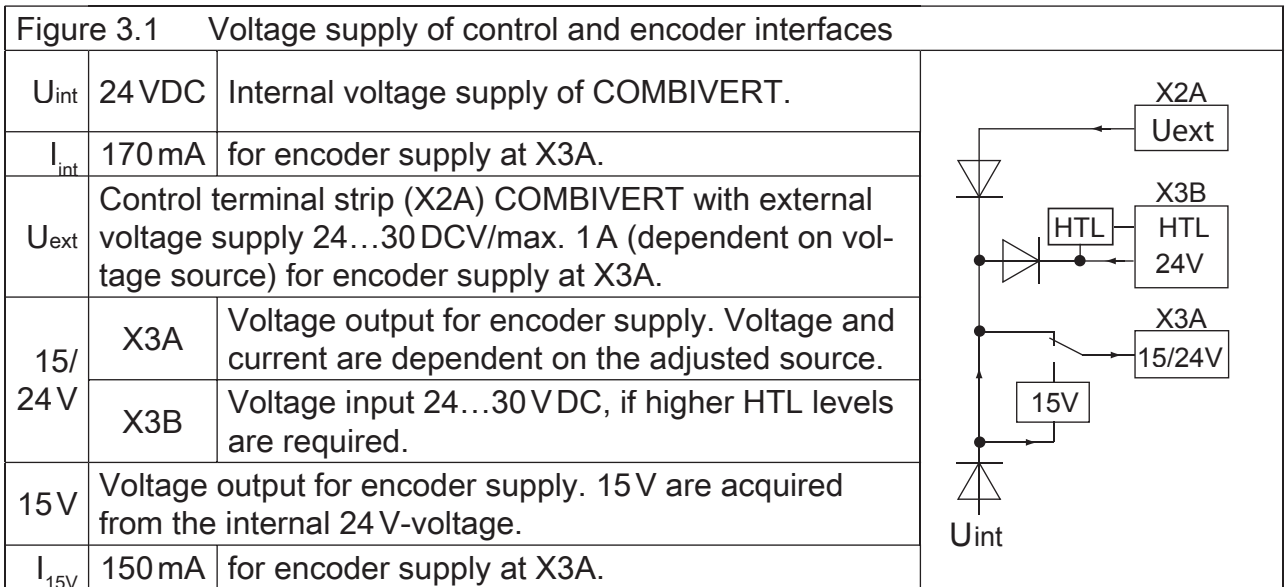 Figure 3.1 Voltage supply of control and encoder interfaces
Uint 24 VDC Internal voltage supply of COMBIVERT.
Iint 170 mA for encoder supply at X3A.
Uext Control terminal strip (X2A) COMBIVERT with external
voltage supply 24…30 DCV/max. 1 A (dependent on vol-
tage source) for encoder supply at X3A.
15/
24 V
X3A Voltage output for encoder supply. Voltage and
current are dependent on the adjusted source.
X3B Voltage input 24…30 VDC, if higher HTL levels
are required.
15 V Voltage output for encoder supply. 15 V are acquired
from the internal 24 V-voltage.
I15V 150 mA for encoder supply at X3A.
X2A
Uext
X3B
HTL HTL
24V
X3A
15/24V
15V
Uint